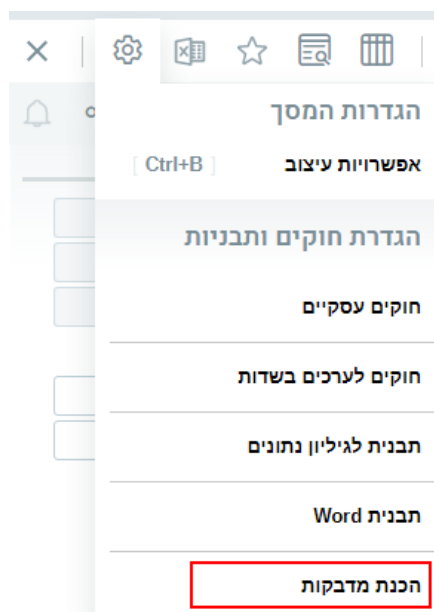 הגדרות המסך
אפשרויות עיצוב [ Ctrl+B ]
הגדרת חוקים ותבניות
חוקים עסקיים
חוקים לערכים בשדות
תבנית לגיליון נתונים
תבנית Word
הכנת מדבקות